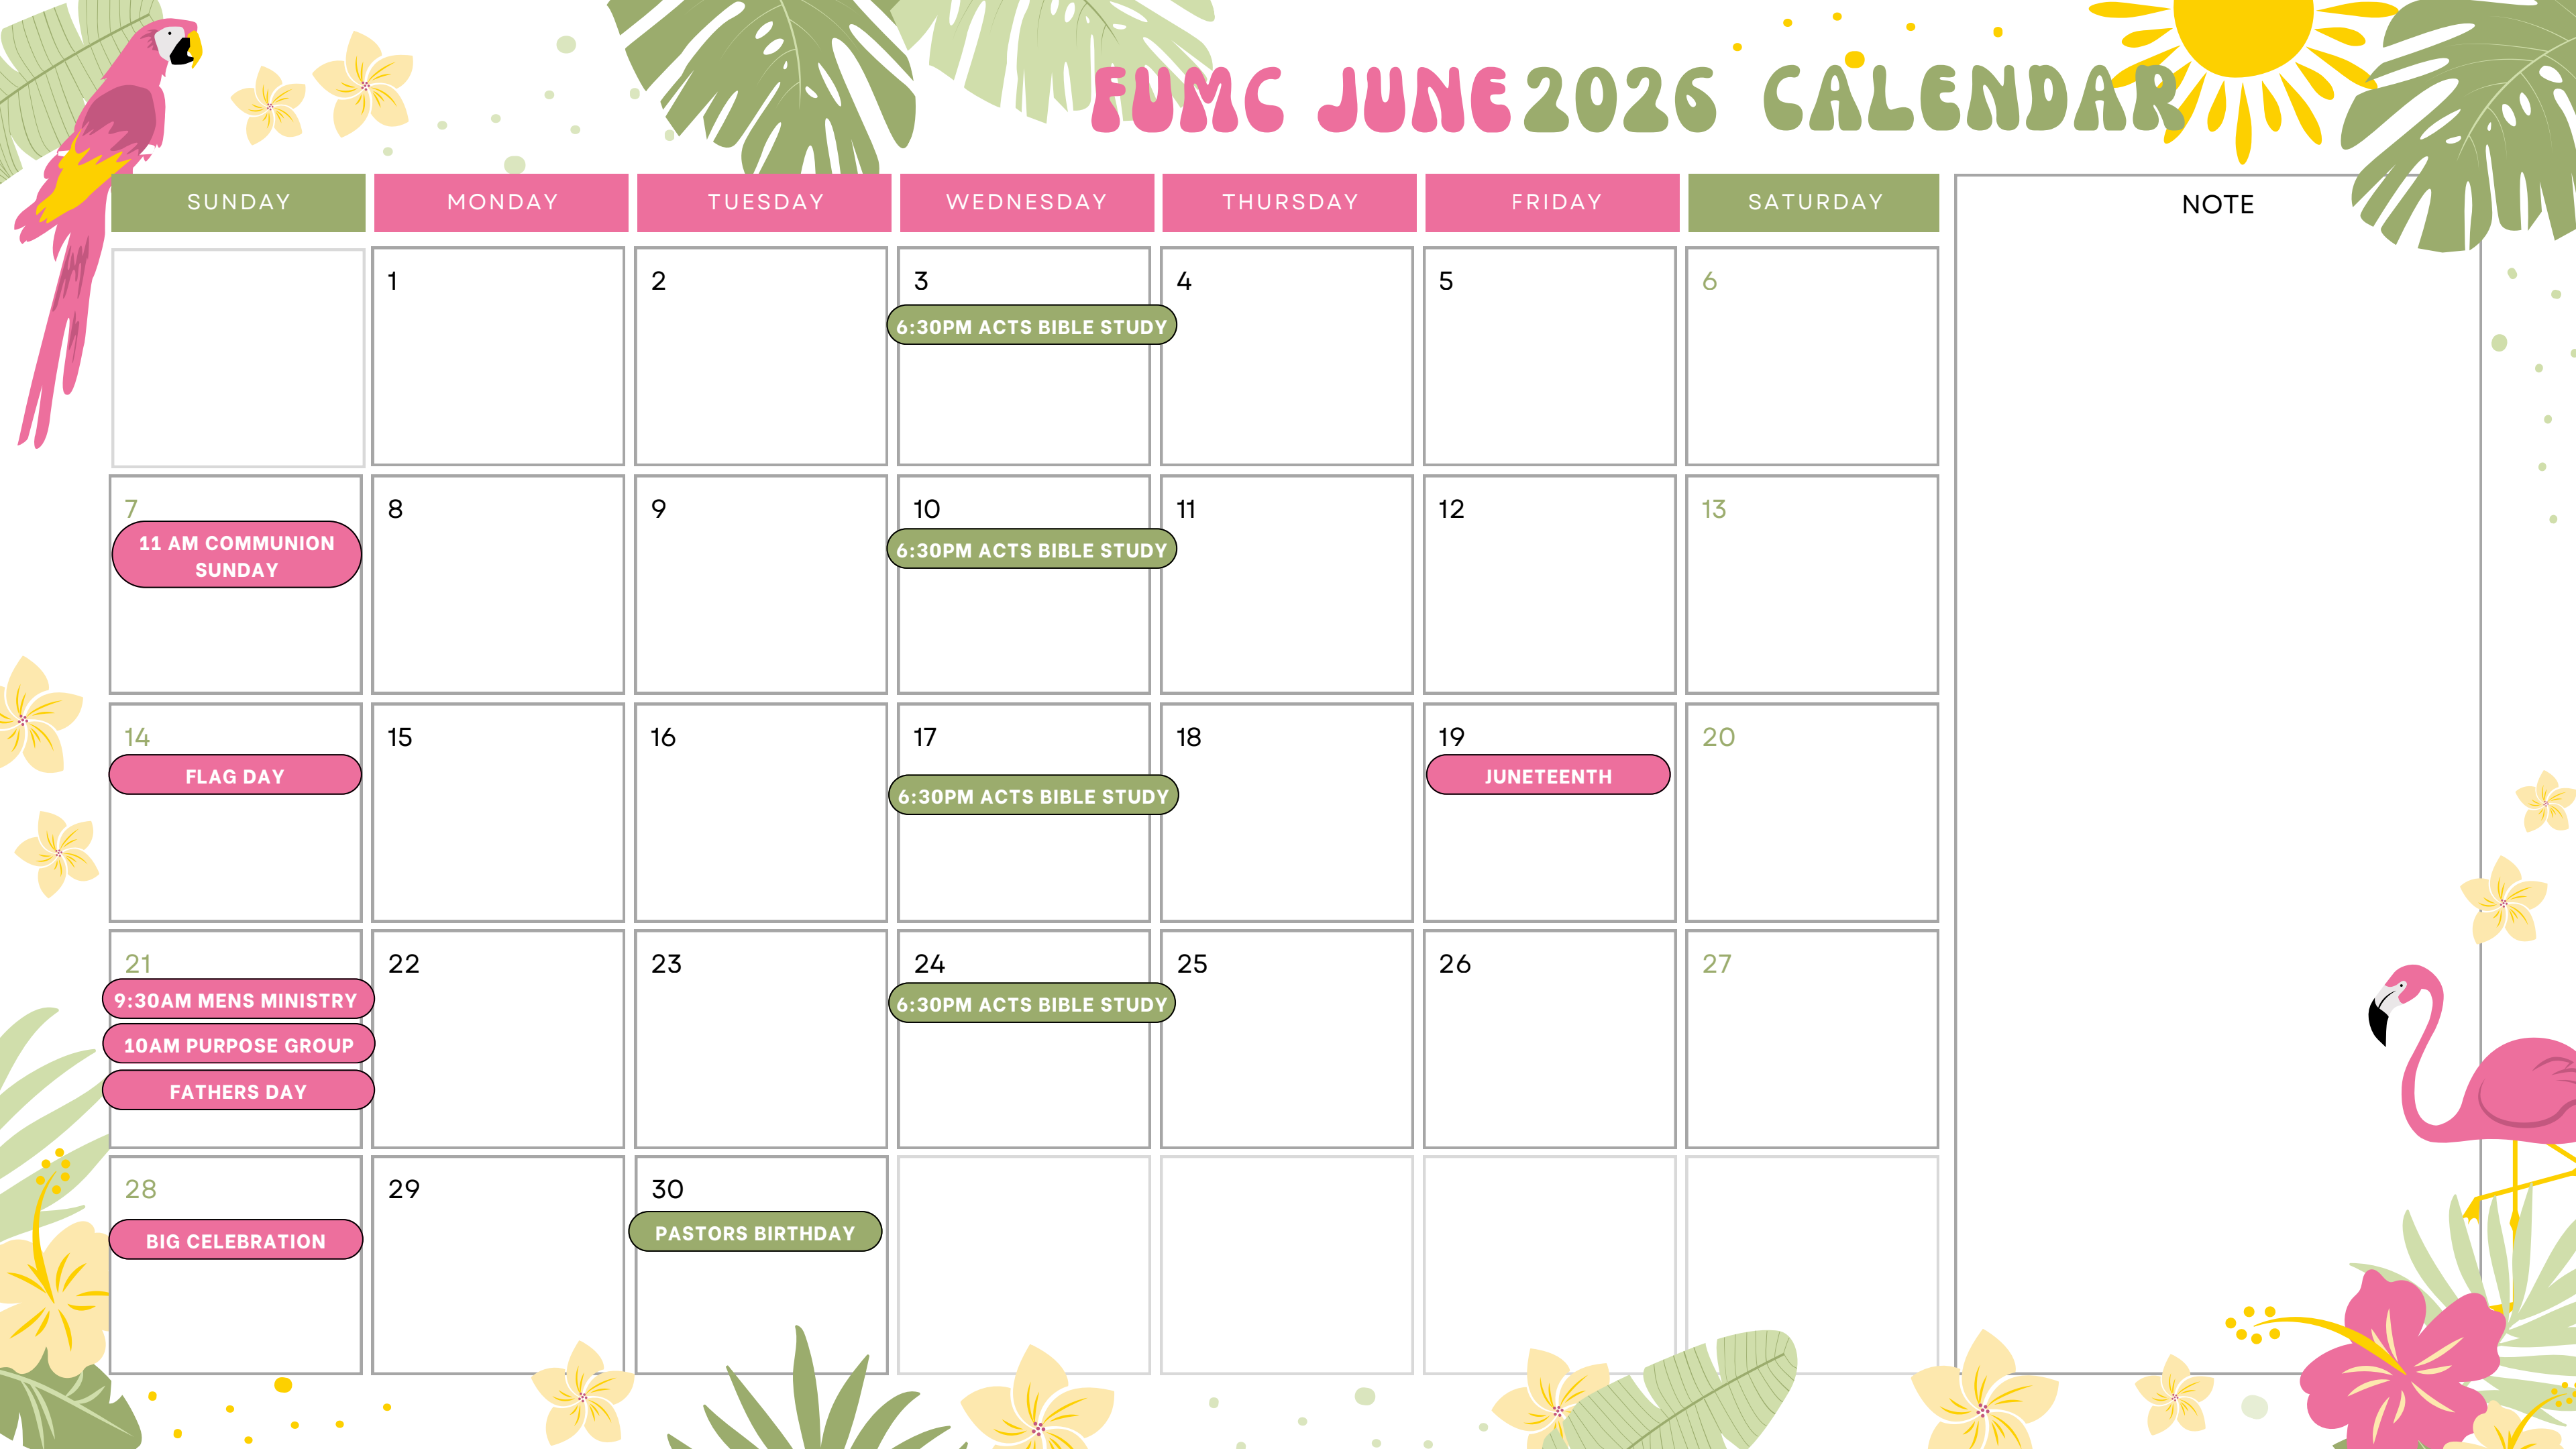 FUMC JUNE 2026 CALENDAR
SUNDAY MONDAY TUESDAY WEDNESDAY THURSDAY FRIDAY SATURDAY
NOTE
1 2 3 4 5 6
6:30PM ACTS BIBLE STUDY
7 8 9 10 11 12 13
11 AM COMMUNION
SUNDAY
6:30PM ACTS BIBLE STUDY
14 15 16 17 18 19 20
FLAG DAY
6:30PM ACTS BIBLE STUDY
JUNETEENTH
21 22 23 24 25 26 27
9:30AM MENS MINISTRY
10AM PURPOSE GROUP
FATHERS DAY
6:30PM ACTS BIBLE STUDY
28 29 30
BIG CELEBRATION
PASTORS BIRTHDAY